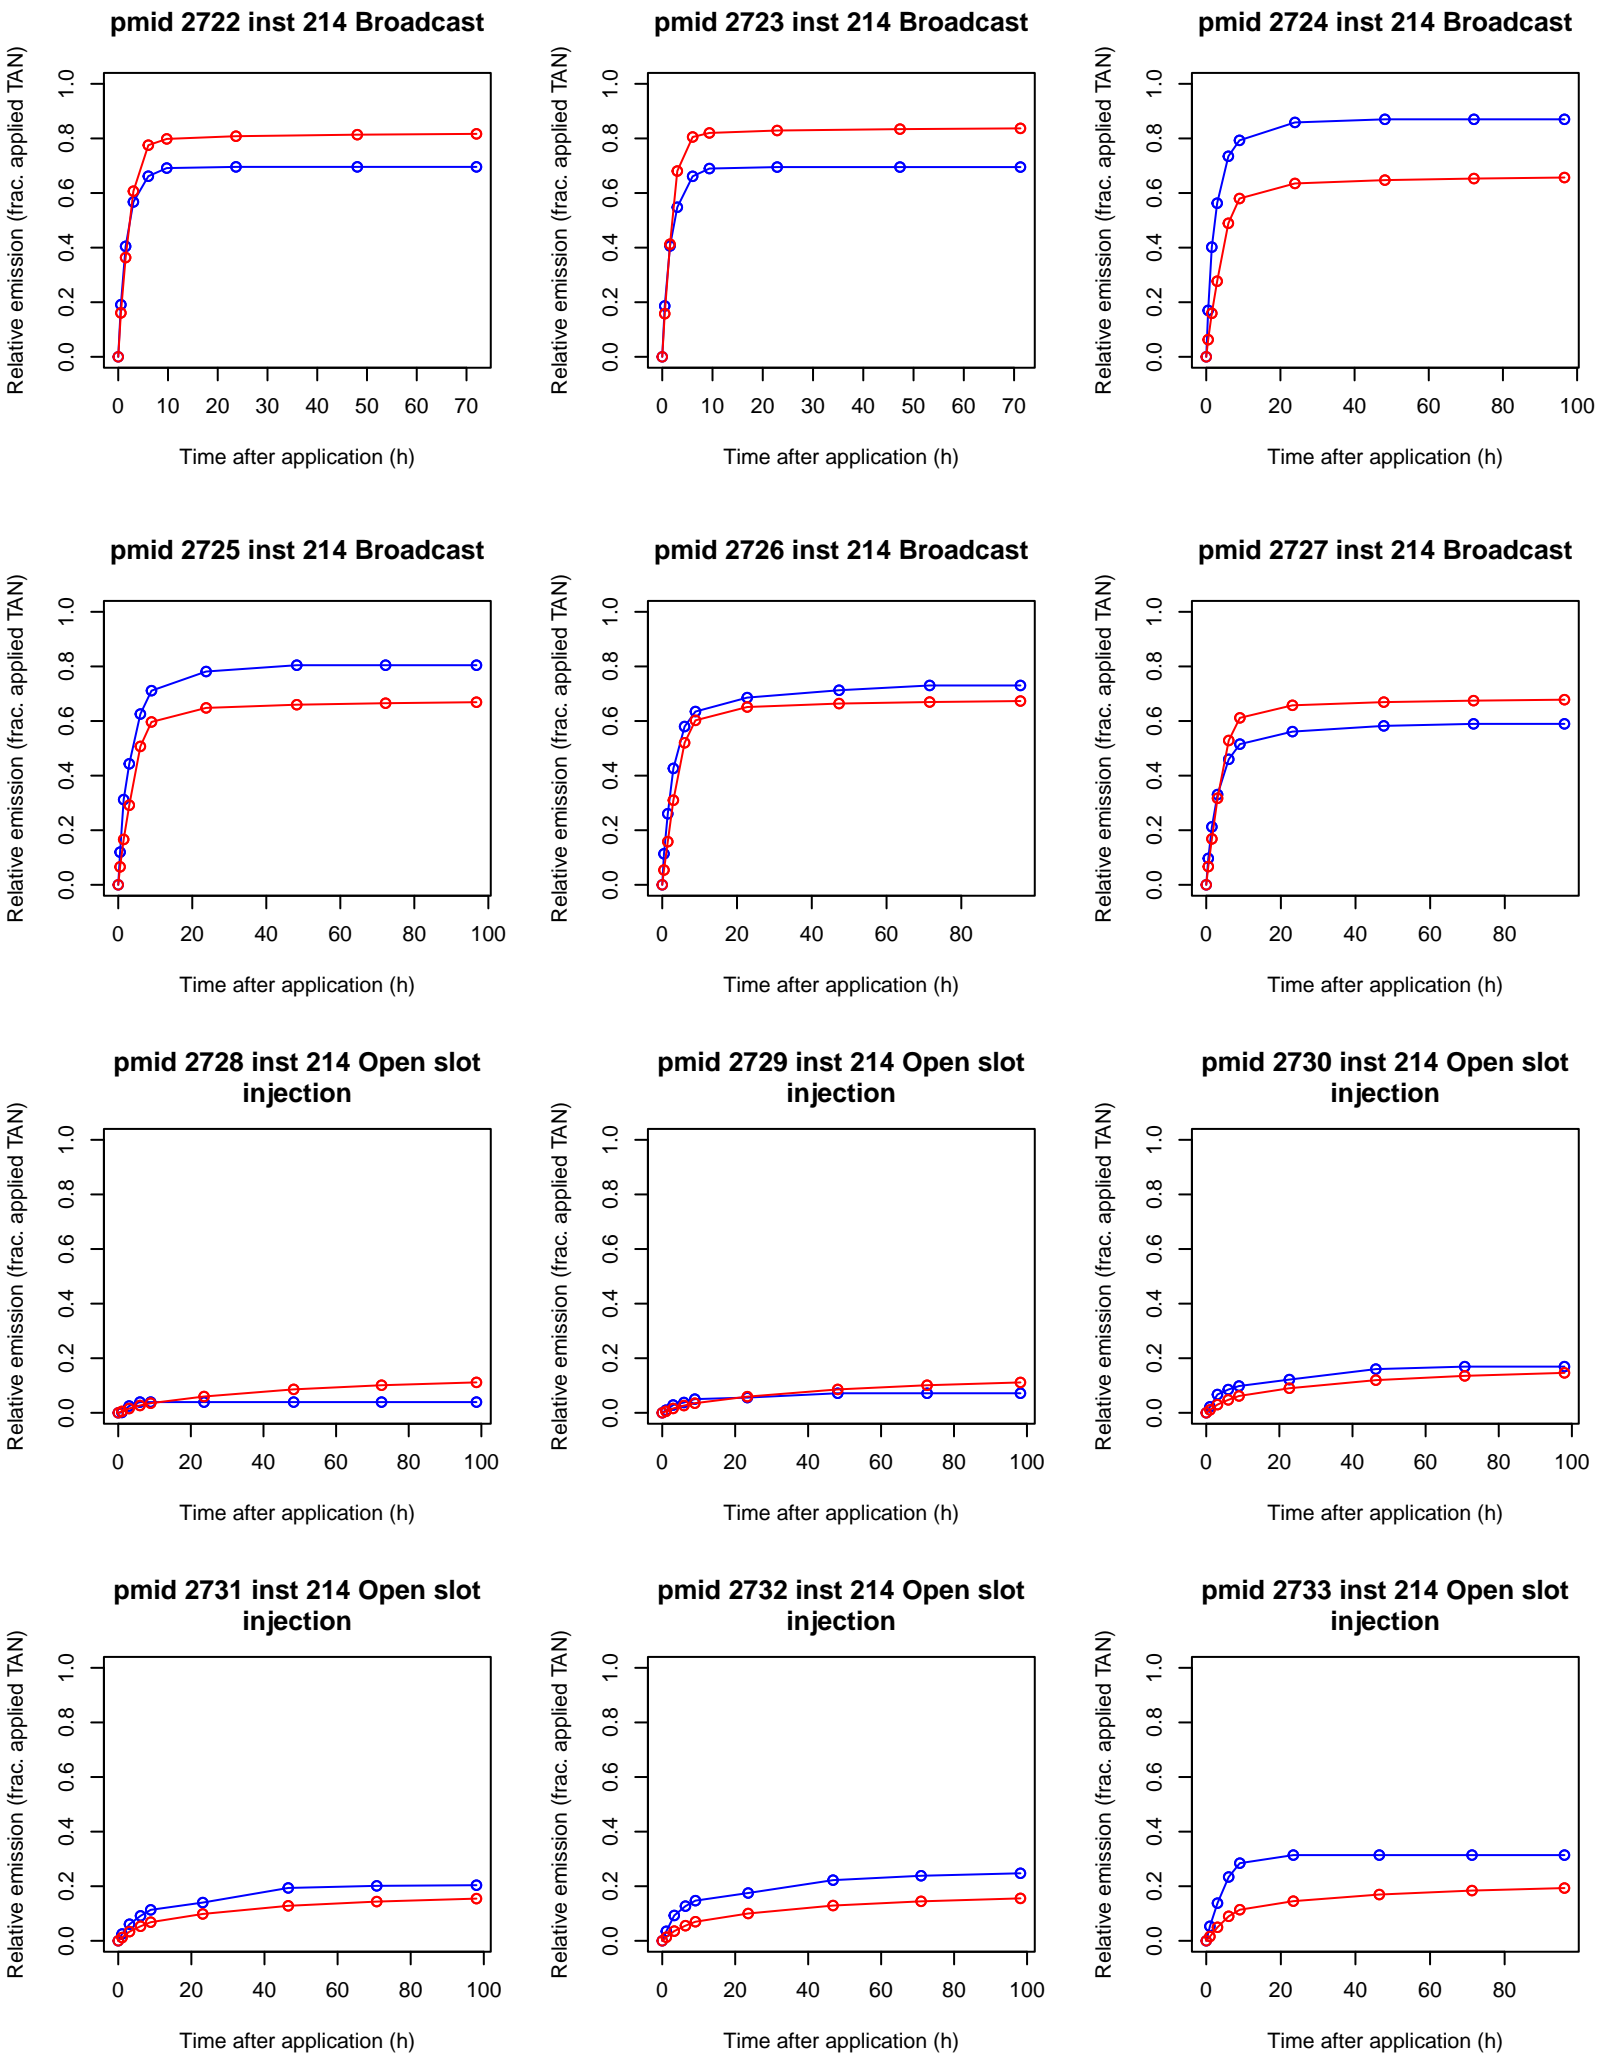 pmid 2722 inst 214 Broadcast
Relative emission (frac. applied TAN)
1.0
0.8
0.6
0.4
0.2
0.0
0 10 20 30 40 50 60 70
Time after application (h)
pmid 2723 inst 214 Broadcast
Relative emission (frac. applied TAN)
1.0
0.8
0.6
0.4
0.2
0.0
0 10 20 30 40 50 60 70
Time after application (h)
pmid 2724 inst 214 Broadcast
Relative emission (frac. applied TAN)
1.0
0.8
0.6
0.4
0.2
0.0
0 20 40 60 80 100
Time after application (h)
pmid 2725 inst 214 Broadcast
Relative emission (frac. applied TAN)
1.0
0.8
0.6
0.4
0.2
0.0
0 20 40 60 80 100
Time after application (h)
pmid 2726 inst 214 Broadcast
Relative emission (frac. applied TAN)
1.0
0.8
0.6
0.4
0.2
0.0
0 20 40 60 80
Time after application (h)
pmid 2727 inst 214 Broadcast
Relative emission (frac. applied TAN)
1.0
0.8
0.6
0.4
0.2
0.0
0 20 40 60 80
Time after application (h)
pmid 2728 inst 214 Open slot
injection
Relative emission (frac. applied TAN)
1.0
0.8
0.6
0.4
0.2
0.0
0 20 40 60 80 100
Time after application (h)
pmid 2729 inst 214 Open slot
injection
Relative emission (frac. applied TAN)
1.0
0.8
0.6
0.4
0.2
0.0
0 20 40 60 80 100
Time after application (h)
pmid 2730 inst 214 Open slot
injection
Relative emission (frac. applied TAN)
1.0
0.8
0.6
0.4
0.2
0.0
0 20 40 60 80 100
Time after application (h)
pmid 2731 inst 214 Open slot
injection
Relative emission (frac. applied TAN)
1.0
0.8
0.6
0.4
0.2
0.0
0 20 40 60 80 100
Time after application (h)
pmid 2732 inst 214 Open slot
injection
Relative emission (frac. applied TAN)
1.0
0.8
0.6
0.4
0.2
0.0
0 20 40 60 80 100
Time after application (h)
pmid 2733 inst 214 Open slot
injection
Relative emission (frac. applied TAN)
1.0
0.8
0.6
0.4
0.2
0.0
0 20 40 60 80
Time after application (h)